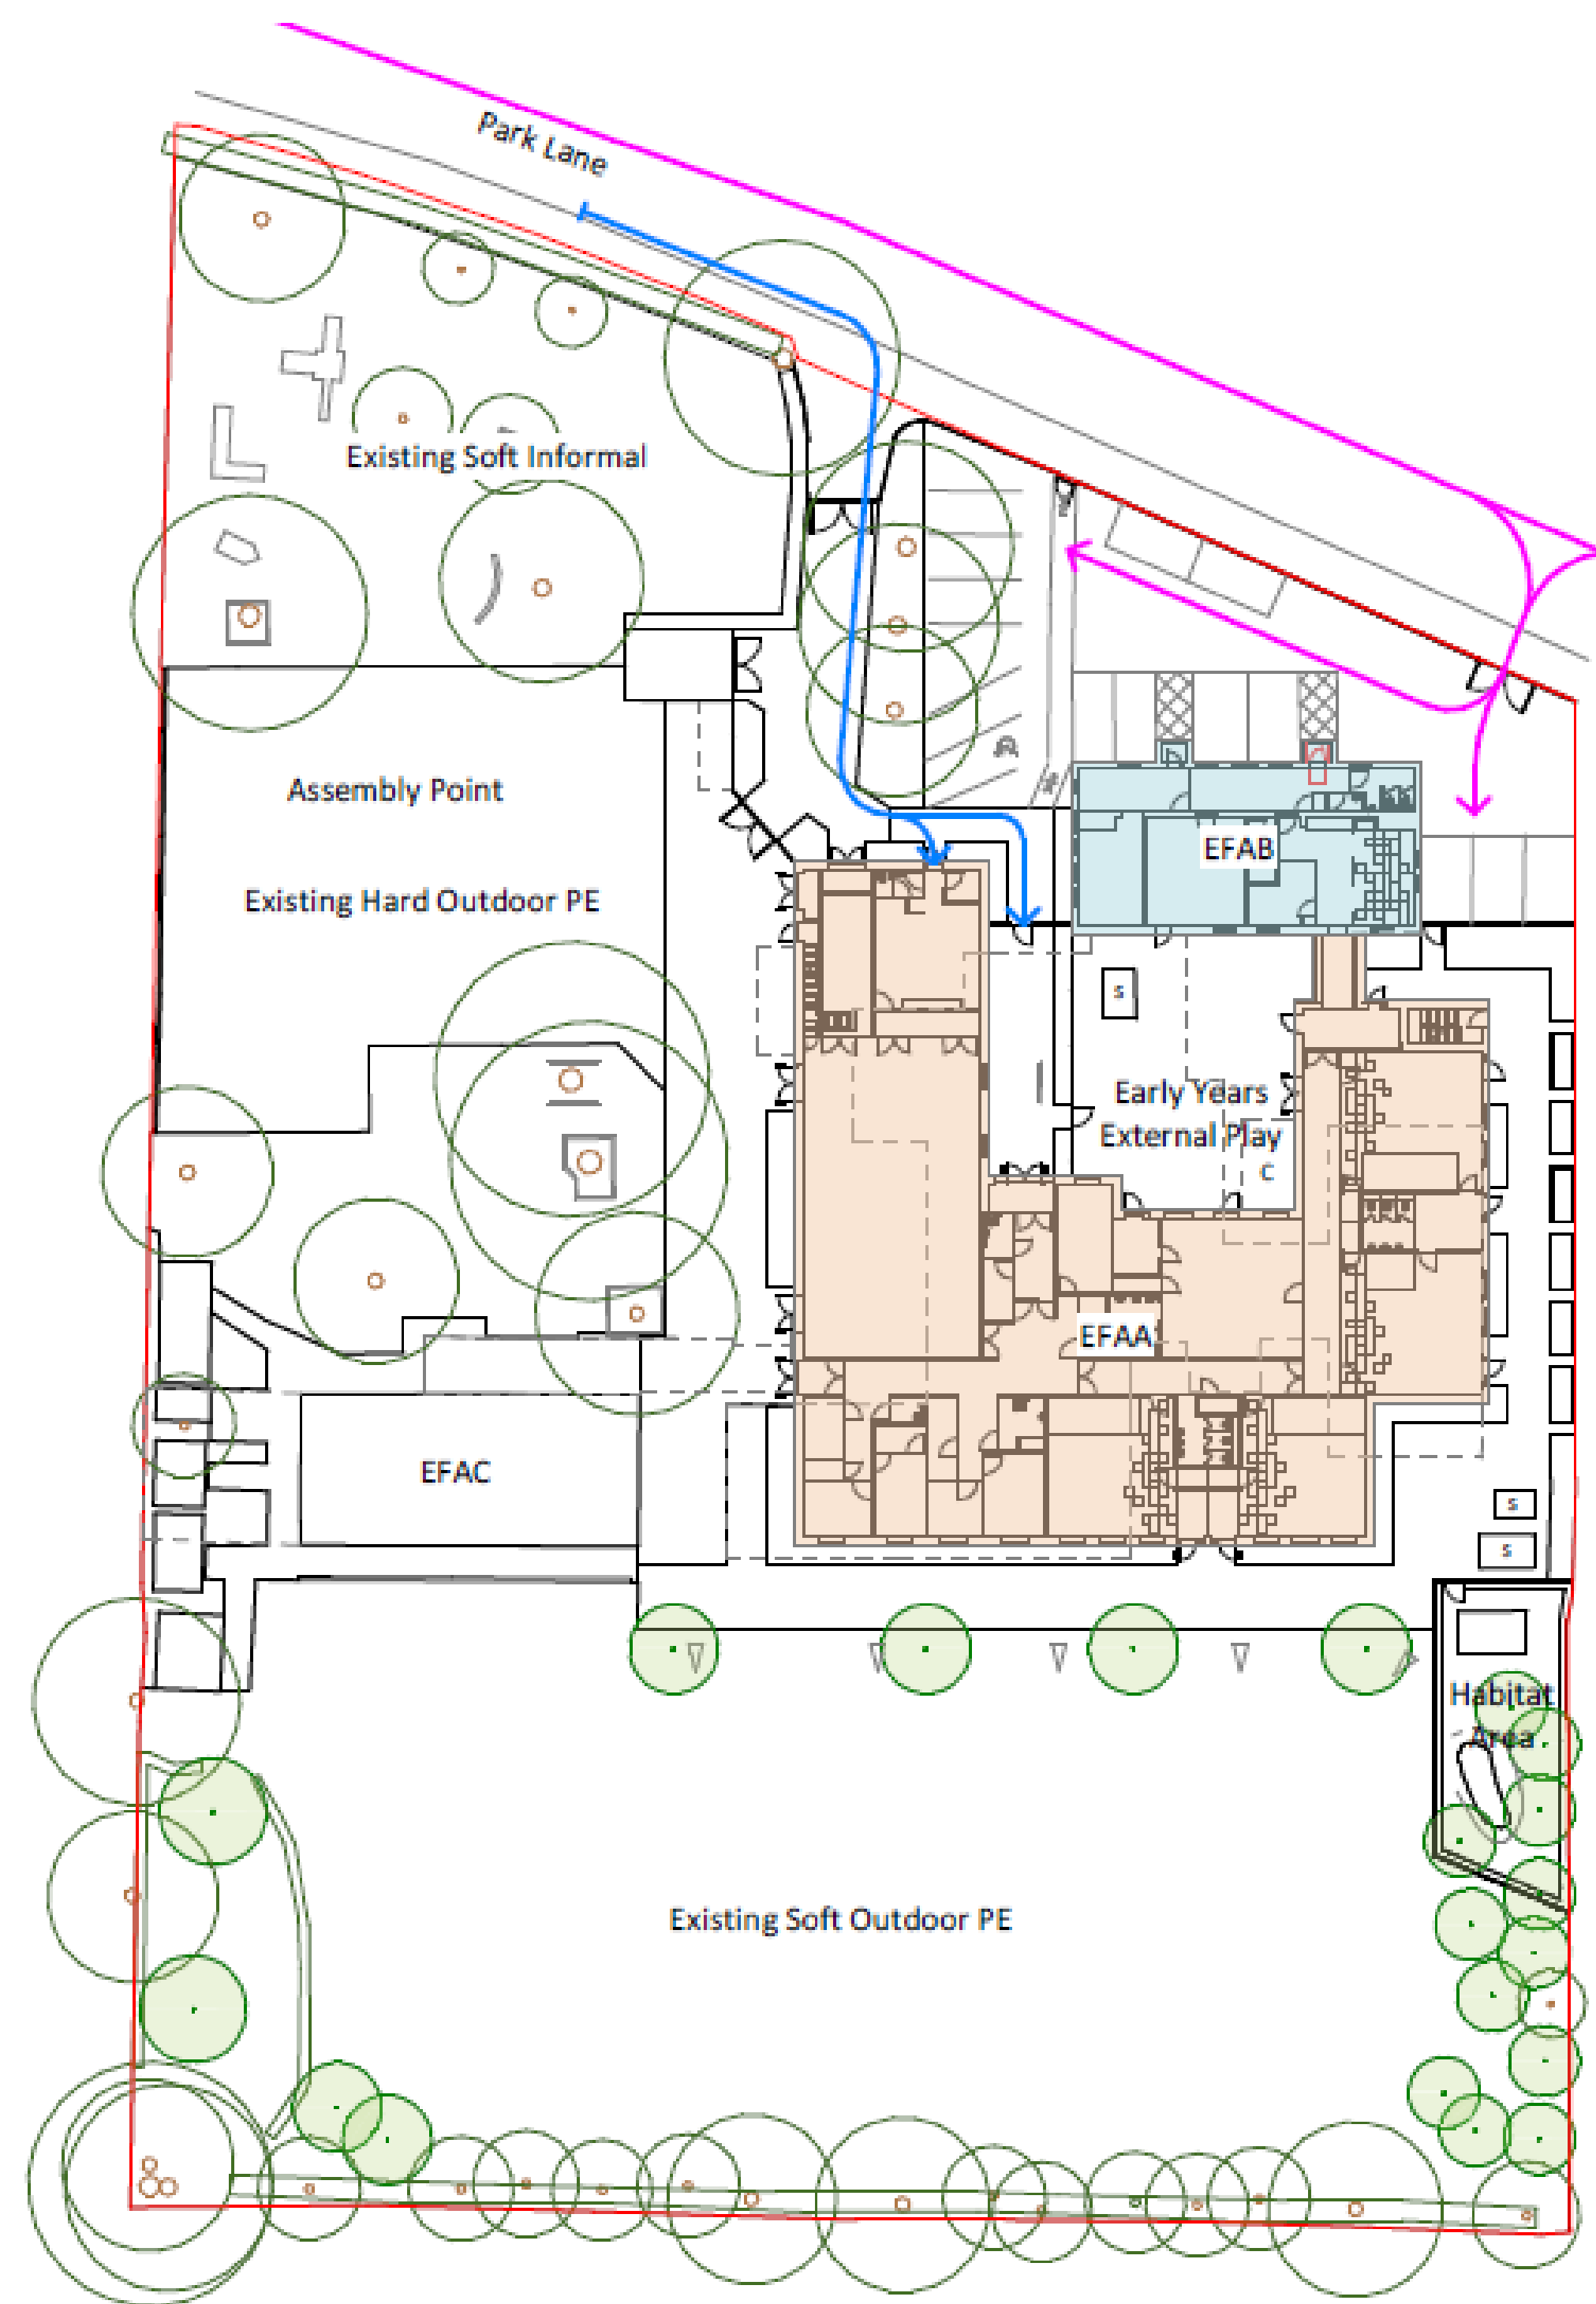 Park Lane
Existing Soft Informal
Assembly Point
EFAB
Existing Hard Outdoor PE
S
Early Years
External Play
C
EFAA
EFAC
S
S
Habitat
Area
Existing Soft Outdoor PE